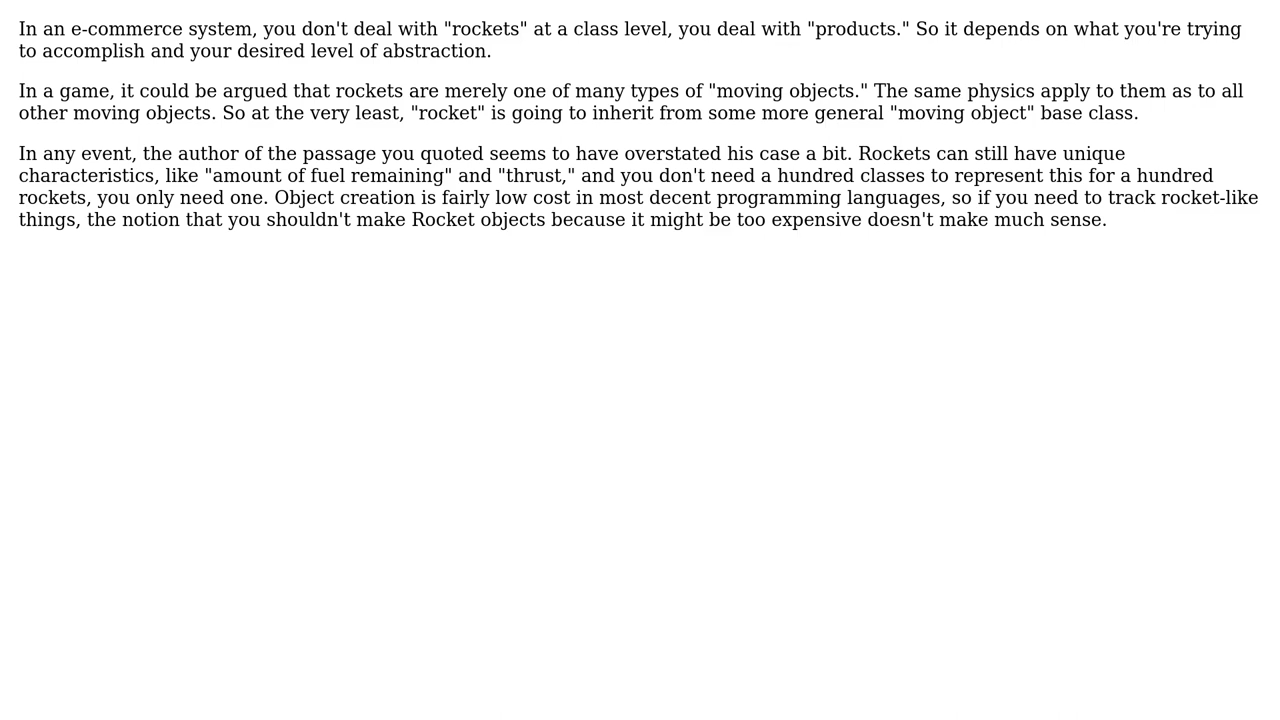 In an e-commerce system, you don't deal with "rockets" at a class level, you deal with "products." So it depends on what you're trying
to accomplish and your desired level of abstraction.
In a game, it could be argued that rockets are merely one of many types of "moving objects." The same physics apply to them as to all
other moving objects. So at the very least, "rocket" is going to inherit from some more general "moving object" base class.
In any event, the author of the passage you quoted seems to have overstated his case a bit. Rockets can still have unique
characteristics, like "amount of fuel remaining" and "thrust," and you don't need a hundred classes to represent this for a hundred
rockets, you only need one. Object creation is fairly low cost in most decent programming languages, so if you need to track rocket-like
things, the notion that you shouldn't make Rocket objects because it might be too expensive doesn't make much sense.